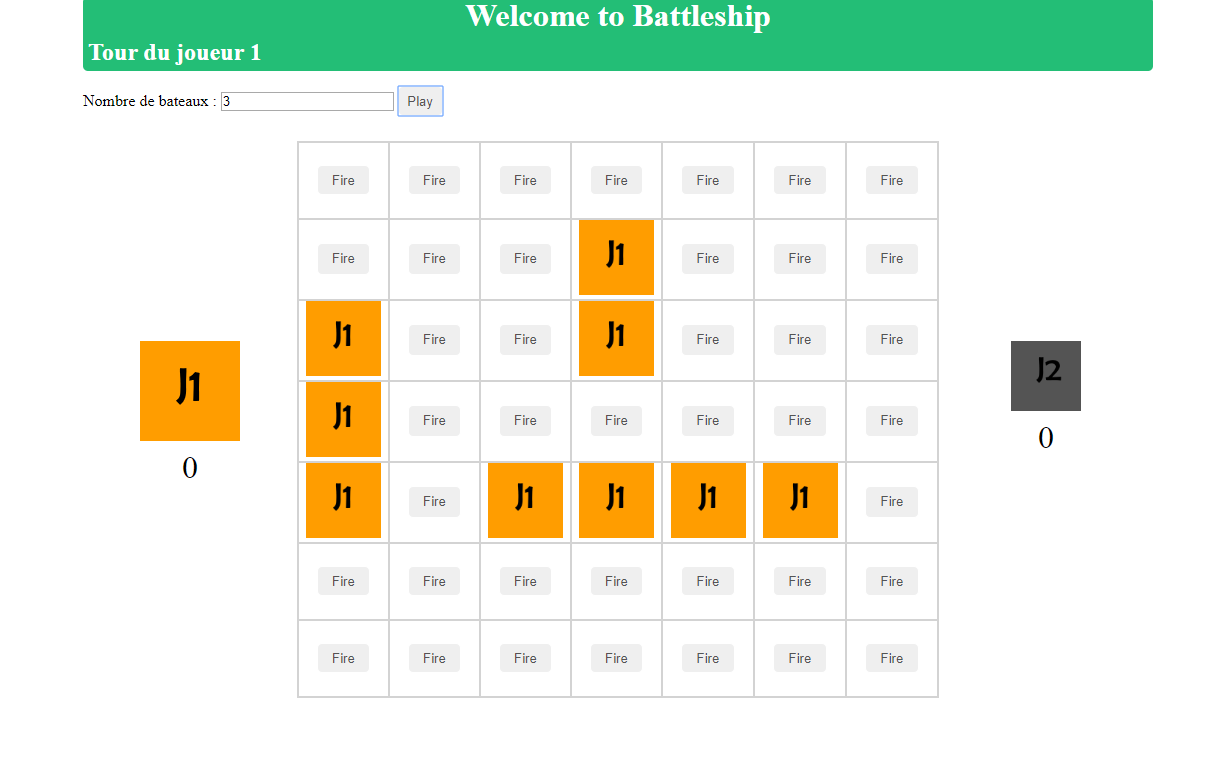 Welcome to Battleship
Tour du joueur 1
Nombre de bateaux : 3 Play
Fire Fire Fire Fire Fire Fire Fire
Fire Fire Fire J1 Fire Fire Fire
J1 Fire Fire J1 Fire Fire Fire
J1 Fire Fire Fire Fire Fire Fire
J1 Fire J1 J1 J1 J1 Fire
Fire Fire Fire Fire Fire Fire Fire
Fire Fire Fire Fire Fire Fire Fire
J1
0
J2
0